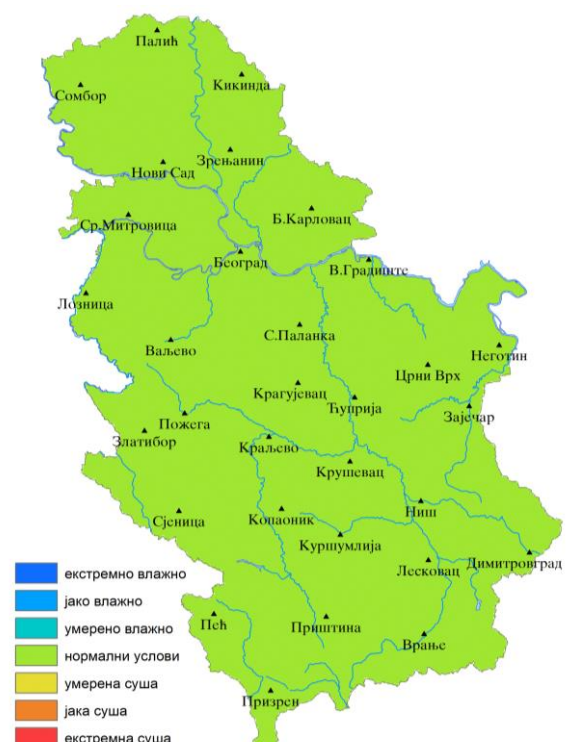 Палић
Кикинда
Сомбор
Зрењанин
Нови Сад
Б.Карловац
Ср.Митровица
Београд
В.Градиште
Лозница
С.Паланка
Ваљево
Неготин
Црни Врх
Крагујевац
Ћуприја
Зајечар
Пожега
Златибор
Краљево
Крушевац
Ниш
Сјеница
Копаоник
Куршумлија
Лесковац
Димитровград
Пећ
Приштина
Врање
Призрен
екстремно влажно
јако влажно
умерено влажно
нормални услови
умерена суша
јака суша
екстремна суша